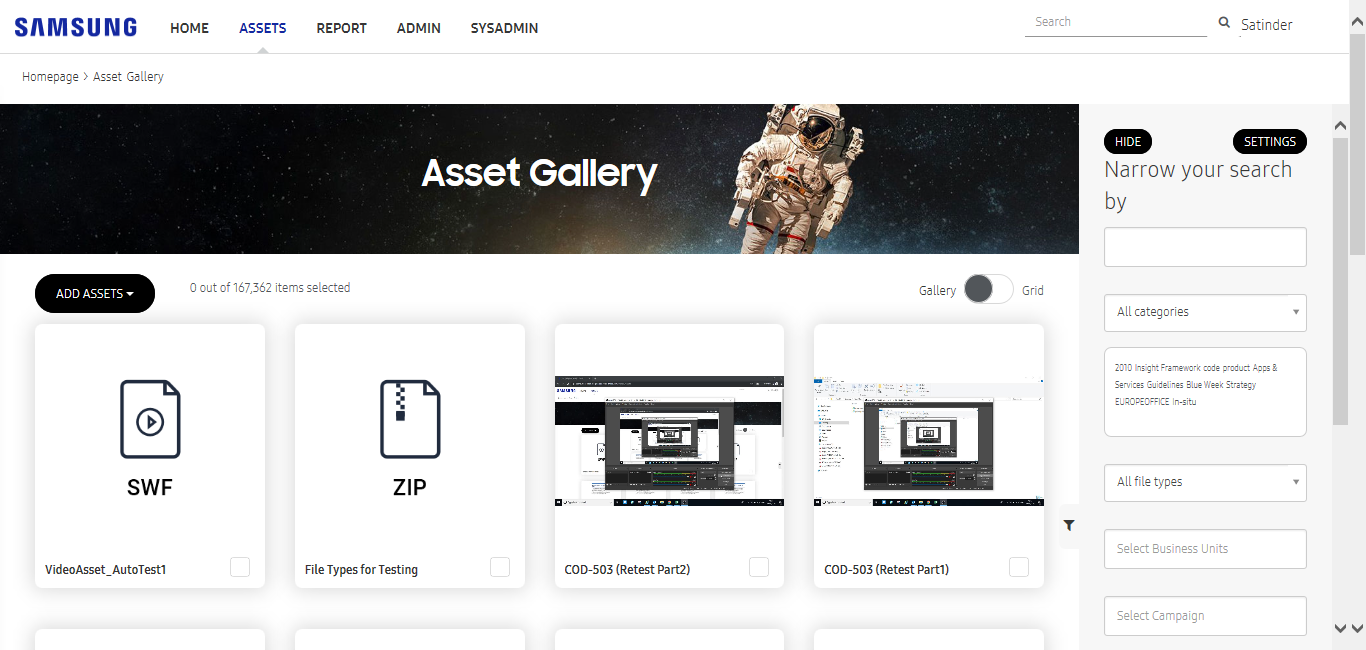 SAMSUNG HOME ASSETS REPORT ADMIN SYSADMIN Search Satinder
Homepage > Asset Gallery
Asset Gallery
HIDE SETTINGS
Narrow your search
by
ADD ASSETS 0 out of 167,362 items selected Gallery Grid
All categories
2010 Insight Framework code product Apps &
Services Guidelines Blue Week Strategy
EUROPEOFFICE In-situ
All file types
Select Business Units
Select Campaign
SWF
ZIP
VideoAsset_AutoTest1
File Types for Testing
COD-503 (Retest Part2)
COD-503 (Retest Part1)